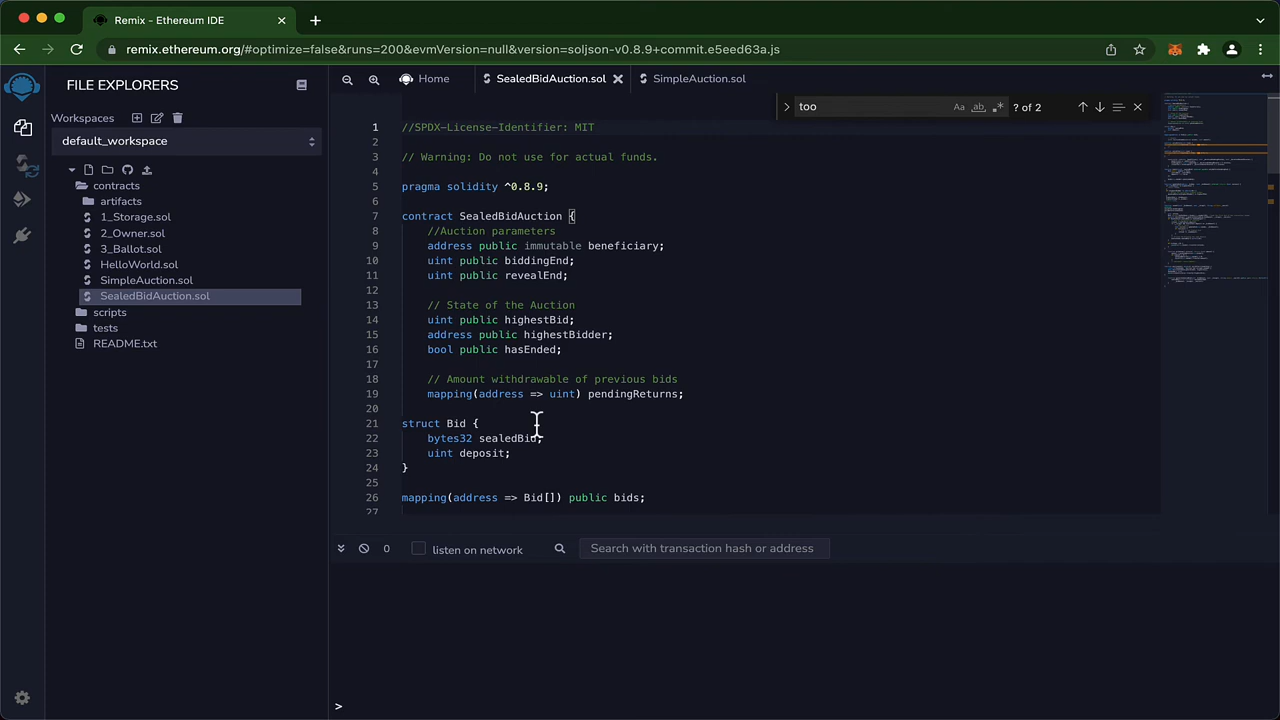 Remix - Ethereum IDE
remix.ethereum.org/#optimize=false&runs=200&evmVersion=null&version=soljson-v0.8.9+commit.e5eed63a.js
FILE EXPLORERS
Workspaces
default_workspace
contracts
artifacts
1_Storage.sol
2_Owner.sol
3_Ballot.sol
HelloWorld.sol
SimpleAuction.sol
SealedBidAuction.sol
scripts
tests
README.txt
Home
SealedBidAuction.sol
SimpleAuction.sol
too
Aa
ab
.*
? of 2
1 //SPDX-License-Identifier: MIT
2
3 // Warning: Do not use for actual funds.
4
5 pragma solidity ^0.8.9;
6
7 contract SealedBidAuction {
8 //Auction parameters
9 address public immutable beneficiary;
10 uint public biddingEnd;
11 uint public revealEnd;
12
13 // State of the Auction
14 uint public highestBid;
15 address public highestBidder;
16 bool public hasEnded;
17
18 // Amount withdrawable of previous bids
19 mapping(address => uint) pendingReturns;
20
21 struct Bid {
22 bytes32 sealedBid;
23 uint deposit;
24 }
25
26 mapping(address => Bid[]) public bids;
27
0
listen on network
Search with transaction hash or address
>